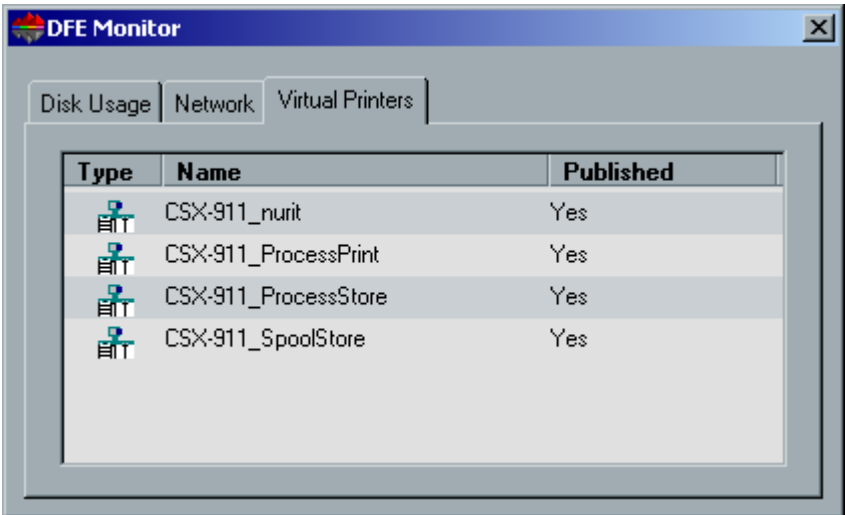 DFE Monitor
Disk Usage Network Virtual Printers
Type Name Published
CSX-911_nurit Yes
CSX-911_ProcessPrint Yes
CSX-911_ProcessStore Yes
CSX-911_SpoolStore Yes